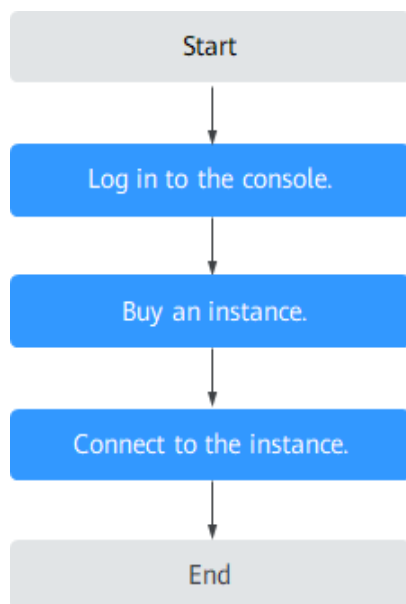 Start
Log in to the console.
Buy an instance.
Connect to the instance.
End